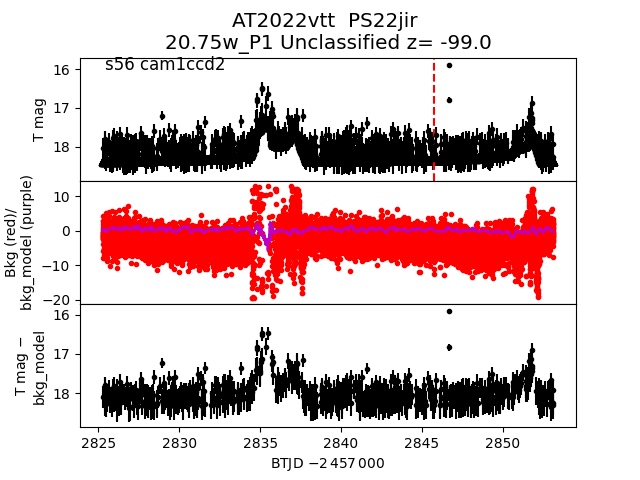 AT2022vtt  PS22jir
20.75w_P1 Unclassified z= -99.0
s56 cam1ccd2
T mag
16
17
18
Bkg (red)/
bkg_model (purple)
10
0
−10
−20
T mag −
bkg_model
16
17
18
2825 2830 2835 2840 2845 2850
BTJD −2 457 000